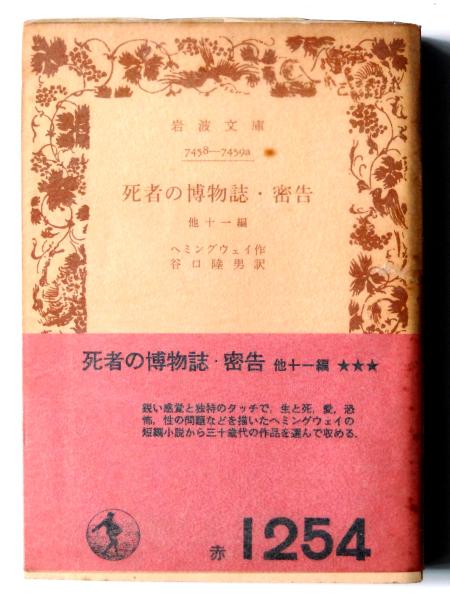 岩波文庫
7458—7459a
死者の博物誌・密告
他十一編
ヘミングウェイ作
谷口陸男訳
死者の博物誌・密告 他十一編 ★★★
鋭い感覚と独特のタッチで，生と死，愛，恐
怖，性の問題などを描いたヘミングウェイの
短編小説から三十歳代の作品を選んで収める．
赤 1254